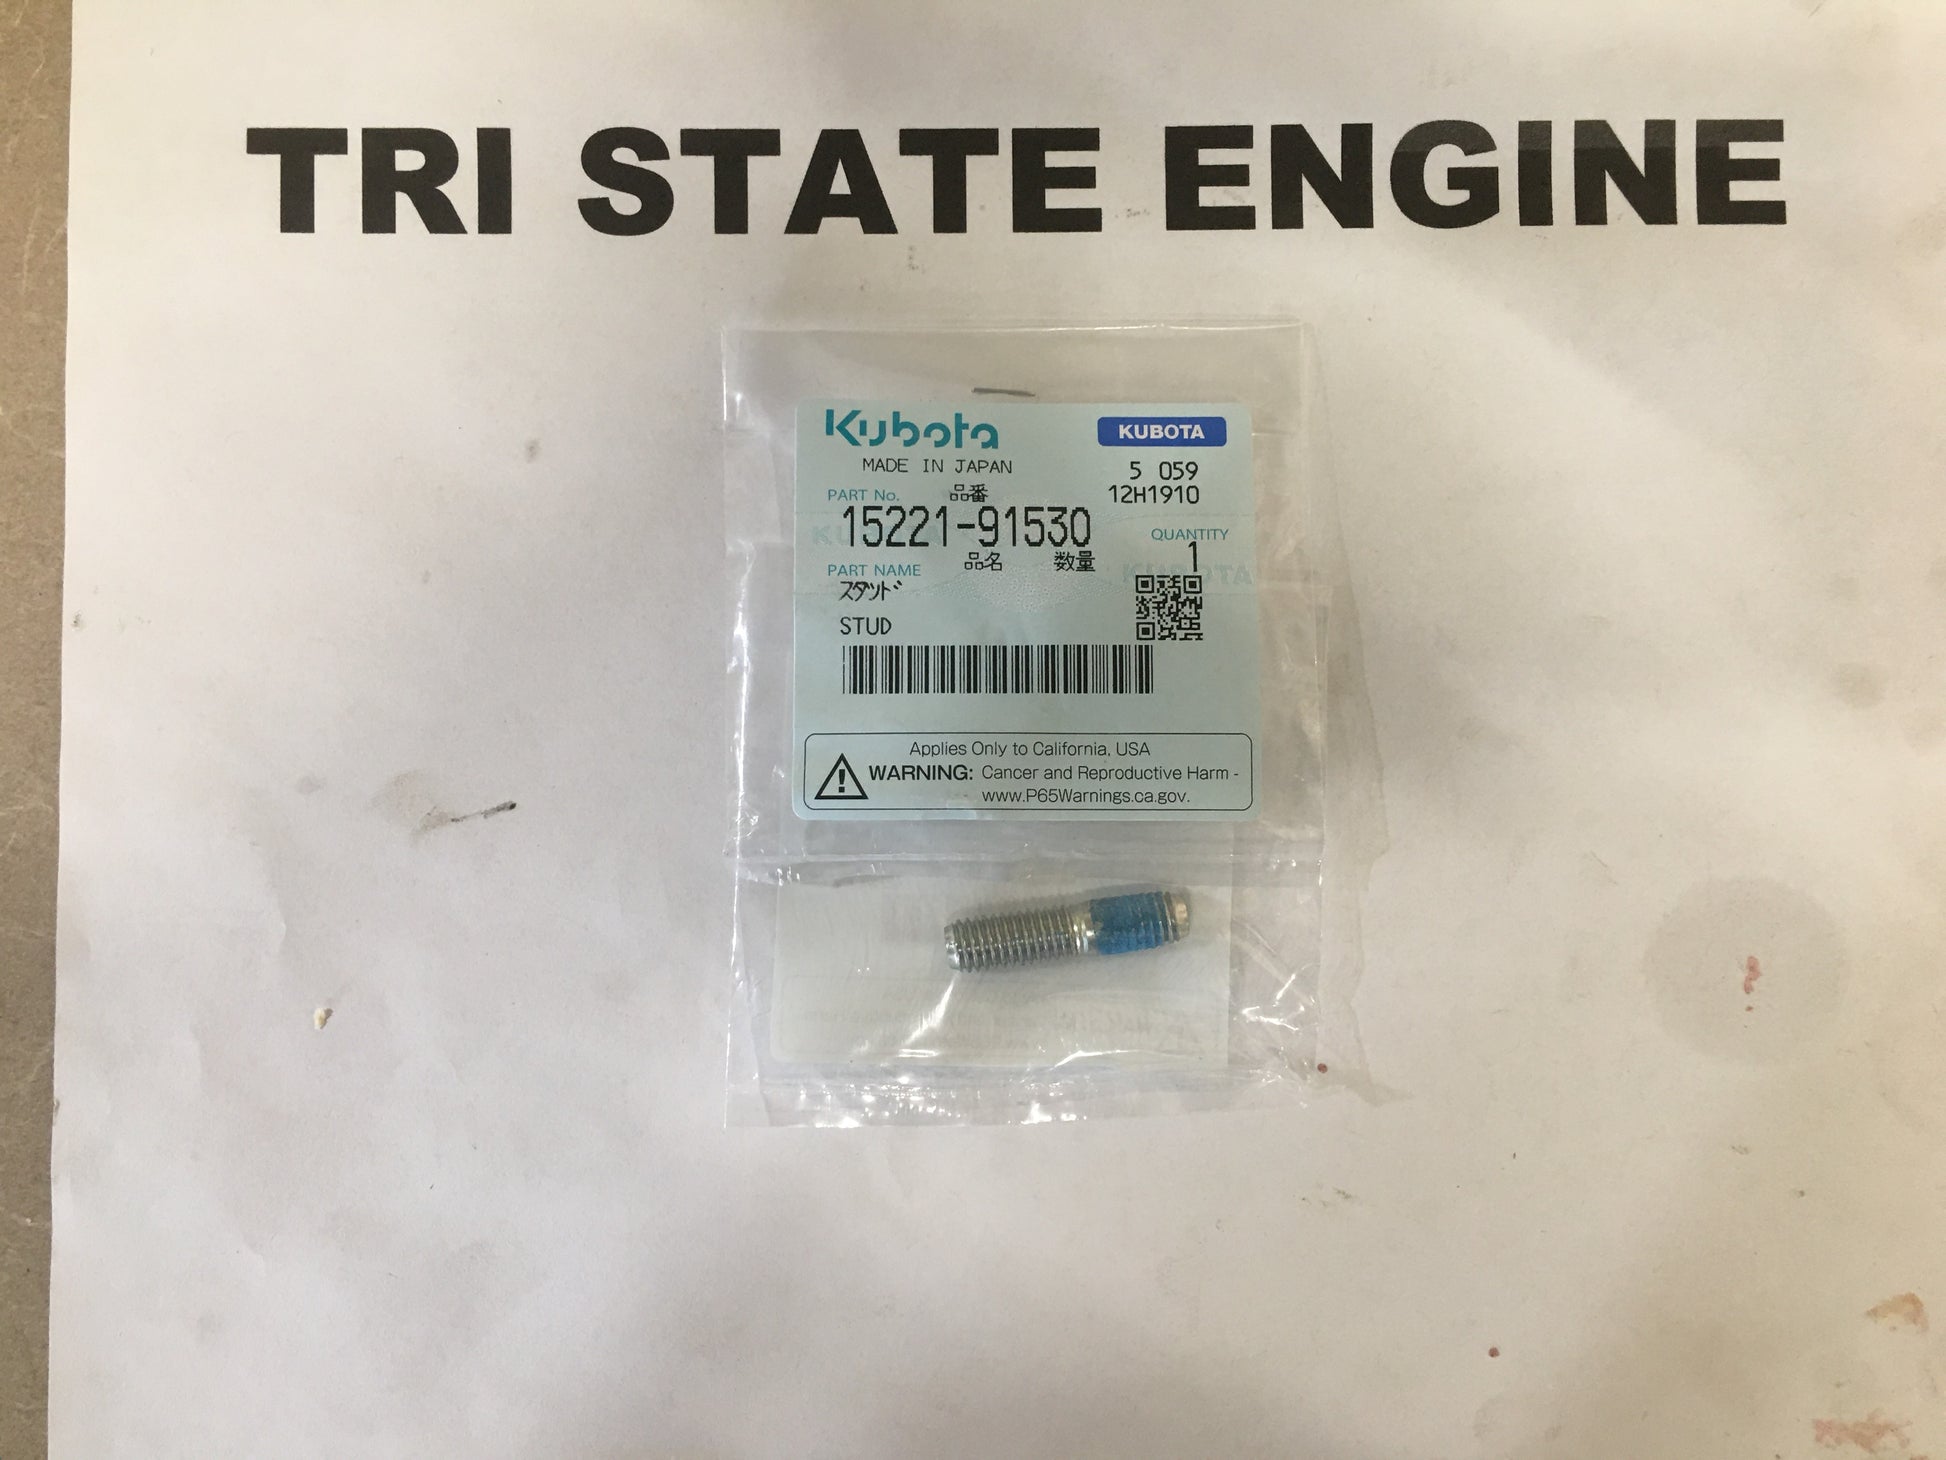 TRI STATE ENGINE
Kubota KUBOTA
MADE IN JAPAN 5 059
PART No. 品番 12H1910
15221-91530 QUANTITY
品名 数量 1
PART NAME
スタッド
STUD
Applies Only to California, USA
WARNING: Cancer and Reproductive Harm -
www.P65Warnings.ca.gov.